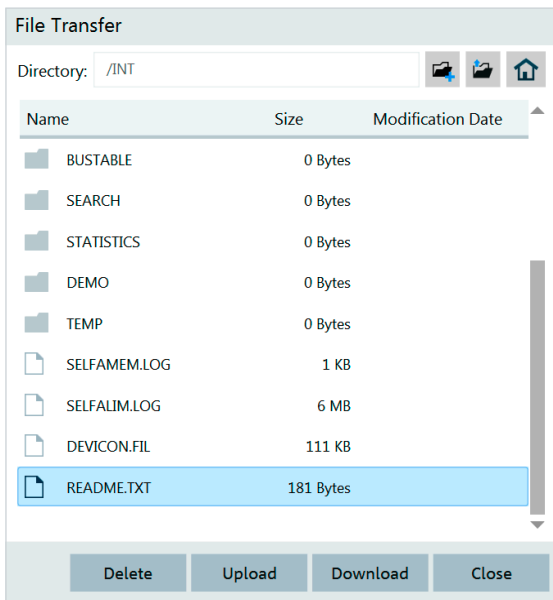 File Transfer
Directory: /INT
Name Size Modification Date
BUSTABLE 0 Bytes
SEARCH 0 Bytes
STATISTICS 0 Bytes
DEMO 0 Bytes
TEMP 0 Bytes
SELFAMEM.LOG 1 KB
SELFALIM.LOG 6 MB
DEVICON.FIL 111 KB
README.TXT 181 Bytes
Delete Upload Download Close